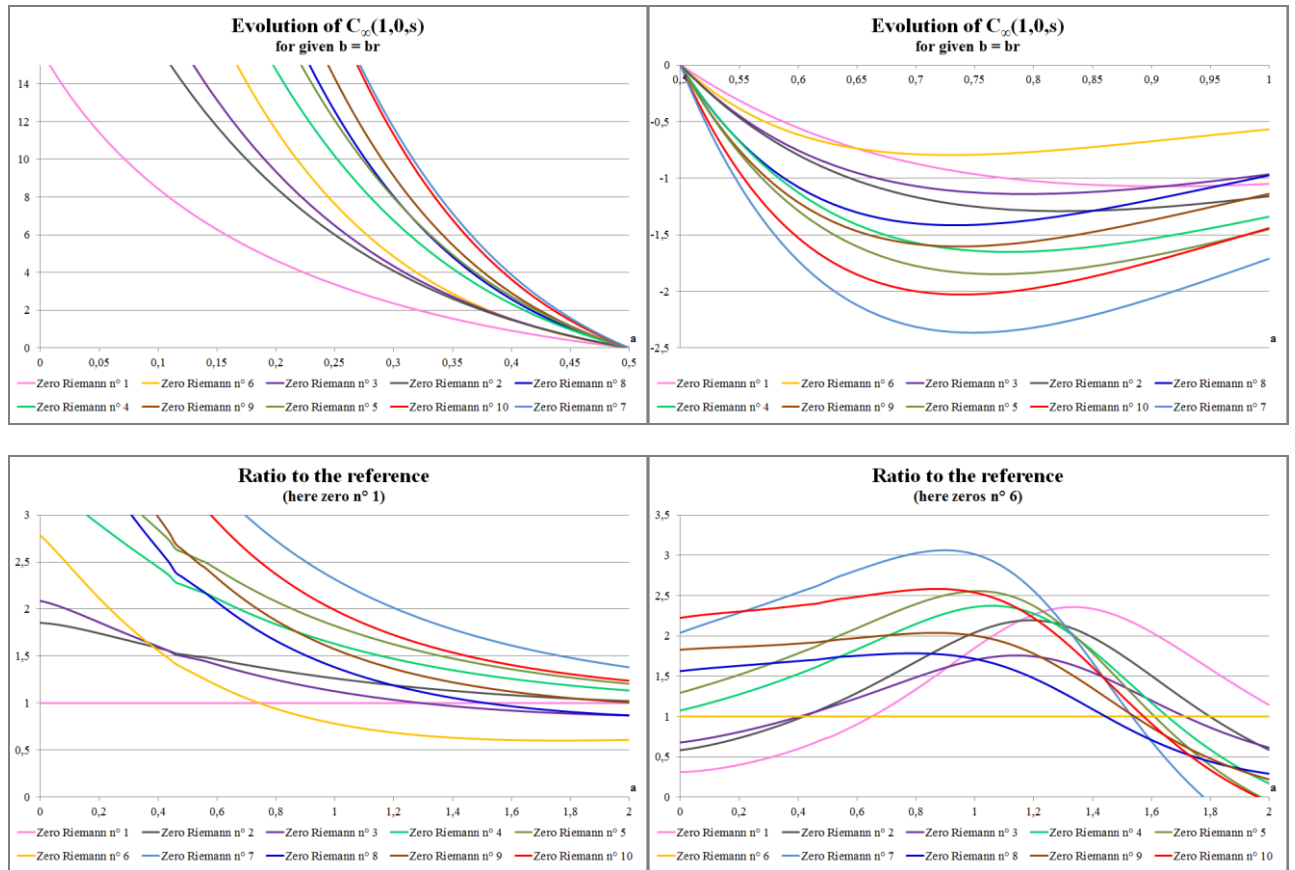 Evolution of C∞(1,0,s)
for given b = br
14
12
10
8
6
4
2
0
0 0,05 0,1 0,15 0,2 0,25 0,3 0,35 0,4 0,45 0,5
a
Zero Riemann n° 1 Zero Riemann n° 6 Zero Riemann n° 3 Zero Riemann n° 2 Zero Riemann n° 8
Zero Riemann n° 4 Zero Riemann n° 9 Zero Riemann n° 5 Zero Riemann n° 10 Zero Riemann n° 7
Evolution of C∞(1,0,s)
for given b = br
0
0,5 0,55 0,6 0,65 0,7 0,75 0,8 0,85 0,9 0,95 1
-0,5
-1
-1,5
-2
-2,5
a
Zero Riemann n° 1 Zero Riemann n° 6 Zero Riemann n° 3 Zero Riemann n° 2 Zero Riemann n° 8
Zero Riemann n° 4 Zero Riemann n° 9 Zero Riemann n° 5 Zero Riemann n° 10 Zero Riemann n° 7
Ratio to the reference
(here zero n° 1)
3
2,5
2
1,5
1
0,5
0
0 0,2 0,4 0,6 0,8 1 1,2 1,4 1,6 1,8 2
a
Zero Riemann n° 1 Zero Riemann n° 2 Zero Riemann n° 3 Zero Riemann n° 4 Zero Riemann n° 5
Zero Riemann n° 6 Zero Riemann n° 7 Zero Riemann n° 8 Zero Riemann n° 9 Zero Riemann n° 10
Ratio to the reference
(here zeros n° 6)
3,5
3
2,5
2
1,5
1
0,5
0
0 0,2 0,4 0,6 0,8 1 1,2 1,4 1,6 1,8 2
a
Zero Riemann n° 1 Zero Riemann n° 2 Zero Riemann n° 3 Zero Riemann n° 4 Zero Riemann n° 5
Zero Riemann n° 6 Zero Riemann n° 7 Zero Riemann n° 8 Zero Riemann n° 9 Zero Riemann n° 10